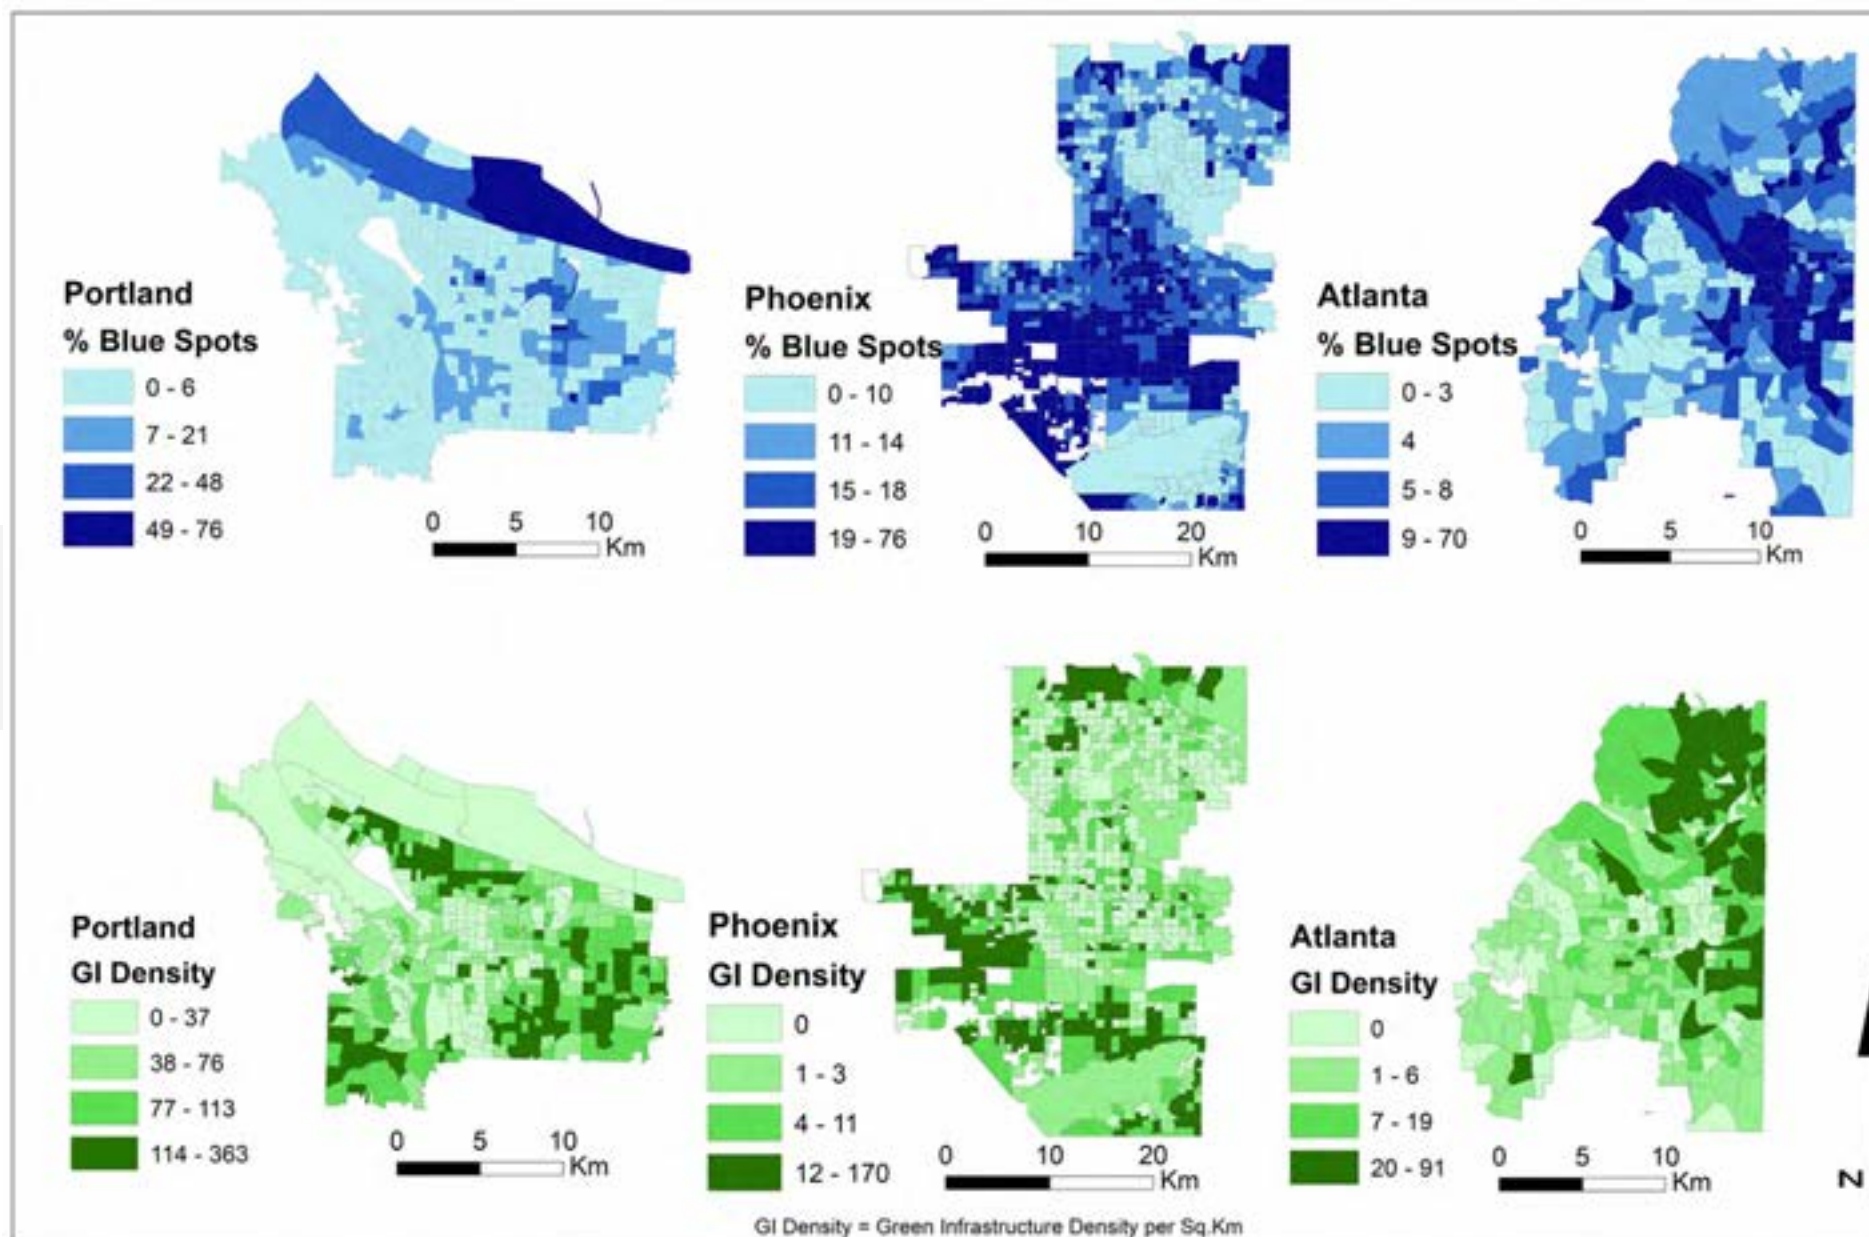 Portland
% Blue Spots
0 - 6
7 - 21
22 - 48
49 - 76
0 5 10
Km
Phoenix
% Blue Spots
0 - 10
11 - 14
15 - 18
19 - 76
0 10 20
Km
Atlanta
% Blue Spots
0 - 3
4
5 - 8
9 - 70
0 5 10
Km
Portland
GI Density
0 - 37
38 - 76
77 - 113
114 - 363
0 5 10
Km
Phoenix
GI Density
0
1 - 3
4 - 11
12 - 170
0 10 20
Km
Atlanta
GI Density
0
1 - 6
7 - 19
20 - 91
0 5 10
Km
N
GI Density = Green Infrastructure Density per Sq.Km